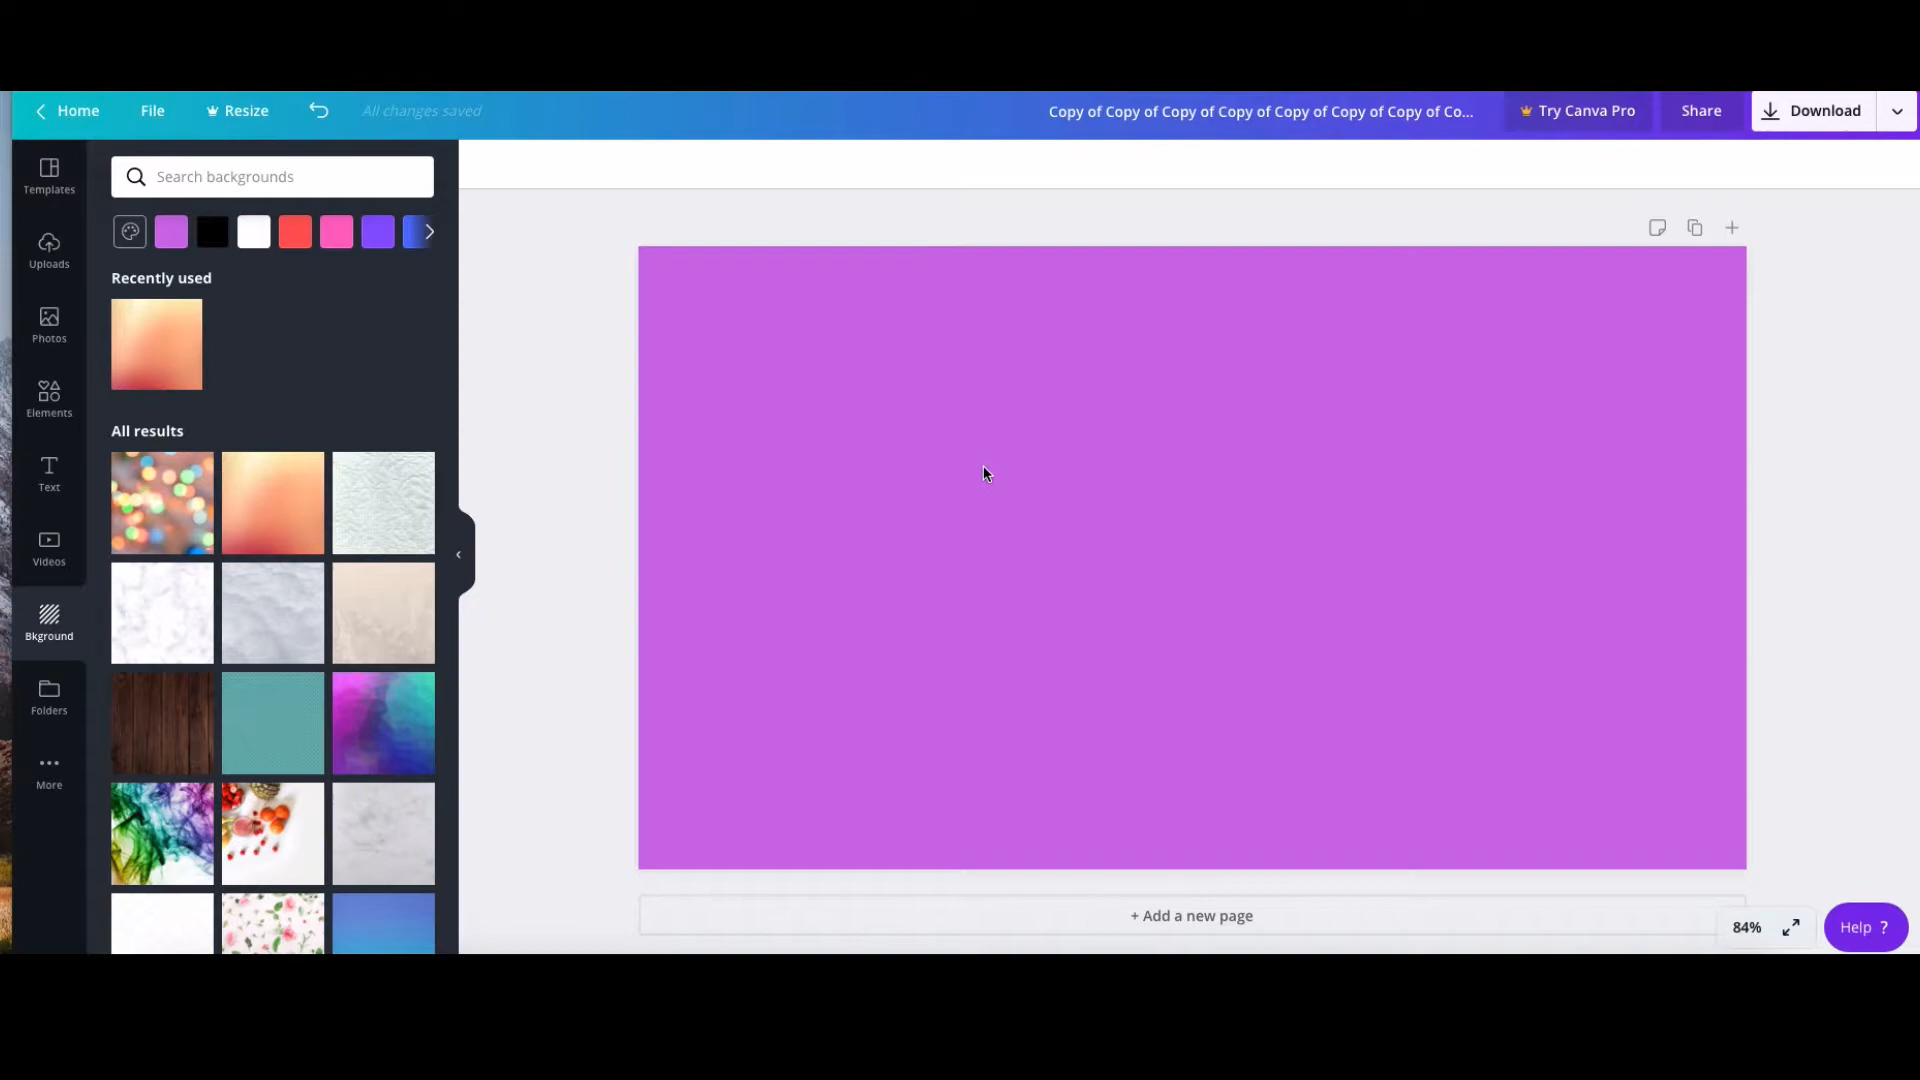 Home
File
Resize
All changes saved
Copy of Copy of Copy of Copy of Copy of Copy of Copy of Co...
Try Canva Pro
Share
Download
Templates
Uploads
Photos
Elements
Text
Videos
Bkground
Folders
More
Search backgrounds
Recently used
All results
+ Add a new page
84%
Help ?